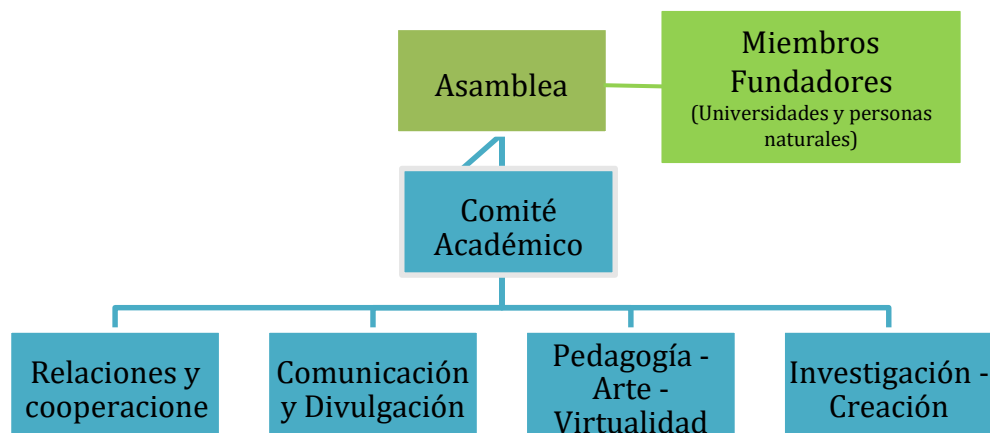 Asamblea
Miembros
Fundadores
(Universidades y personas
naturales)
Comité
Académico
Relaciones y
cooperacione
Comunicación
y Divulgación
Pedagogía -
Arte -
Virtualidad
Investigación -
Creación